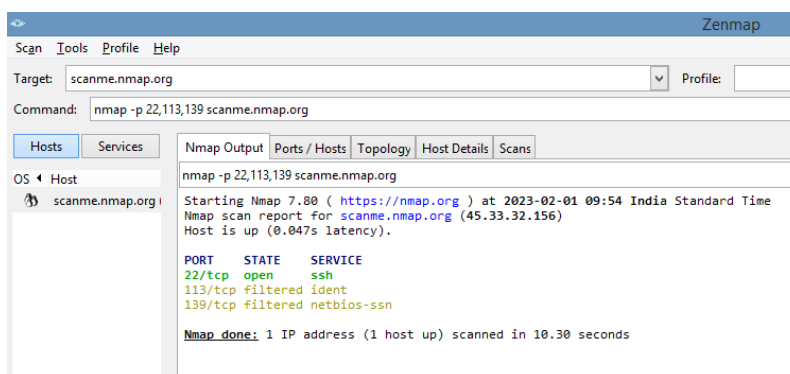 Zenmap
Scan Tools Profile Help
Target: scanme.nmap.org Profile:
Command: nmap -p 22,113,139 scanme.nmap.org
Hosts Services
OS Host
scanme.nmap.org (
Nmap Output Ports / Hosts Topology Host Details Scans
nmap -p 22,113,139 scanme.nmap.org
Starting Nmap 7.80 ( https://nmap.org ) at 2023-02-01 09:54 India Standard Time
Nmap scan report for scanme.nmap.org (45.33.32.156)
Host is up (0.047s latency).
PORT STATE SERVICE
22/tcp open ssh
113/tcp filtered ident
139/tcp filtered netbios-ssn
Nmap done: 1 IP address (1 host up) scanned in 10.30 seconds